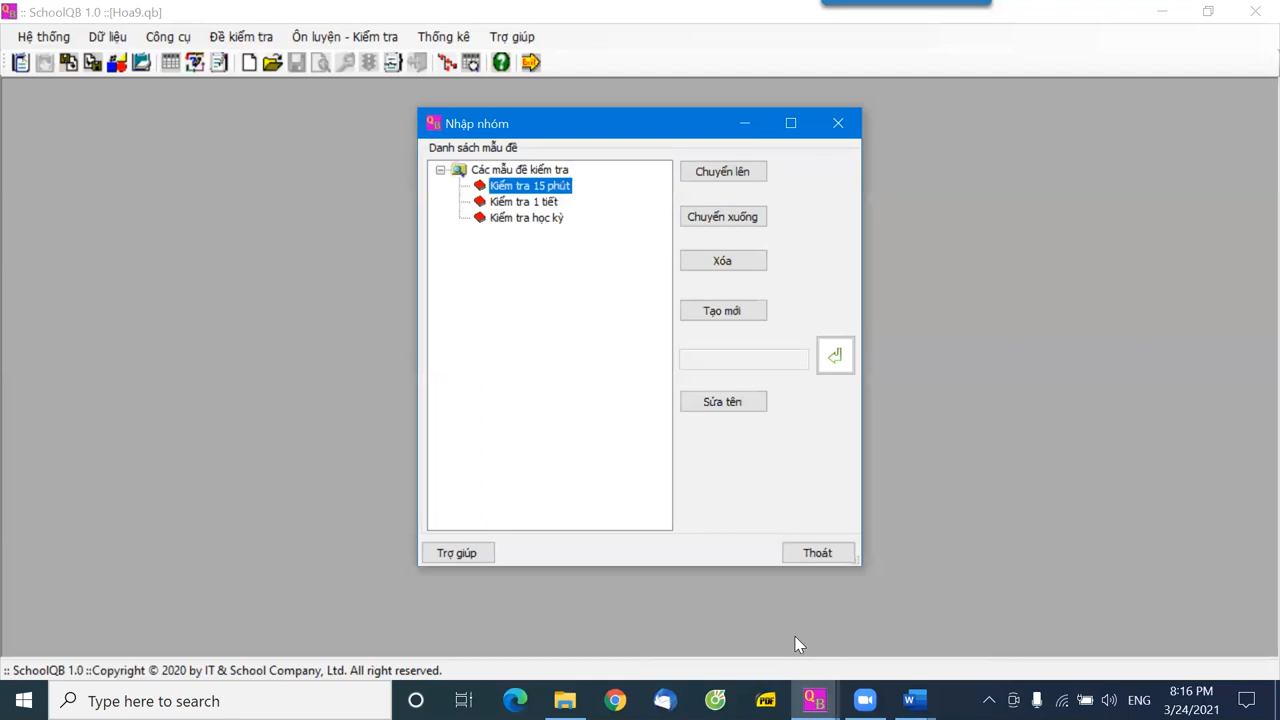 :: SchoolQB 1.0 ::[Hoa9.qb]
Hệ thống Dữ liệu Công cụ Đề kiểm tra Ôn luyện - Kiểm tra Thống kê Trợ giúp
Nhập nhóm
Danh sách mẫu đề
Các mẫu đề kiểm tra
Kiểm tra 15 phút
Kiểm tra 1 tiết
Kiểm tra học kỳ
Chuyển lên
Chuyển xuống
Xóa
Tạo mới
Sửa tên
Trợ giúp
Thoát
:: SchoolQB 1.0 ::Copyright © 2020 by IT & School Company, Ltd. All right reserved.
Type here to search
ENG
8:16 PM
3/24/2021